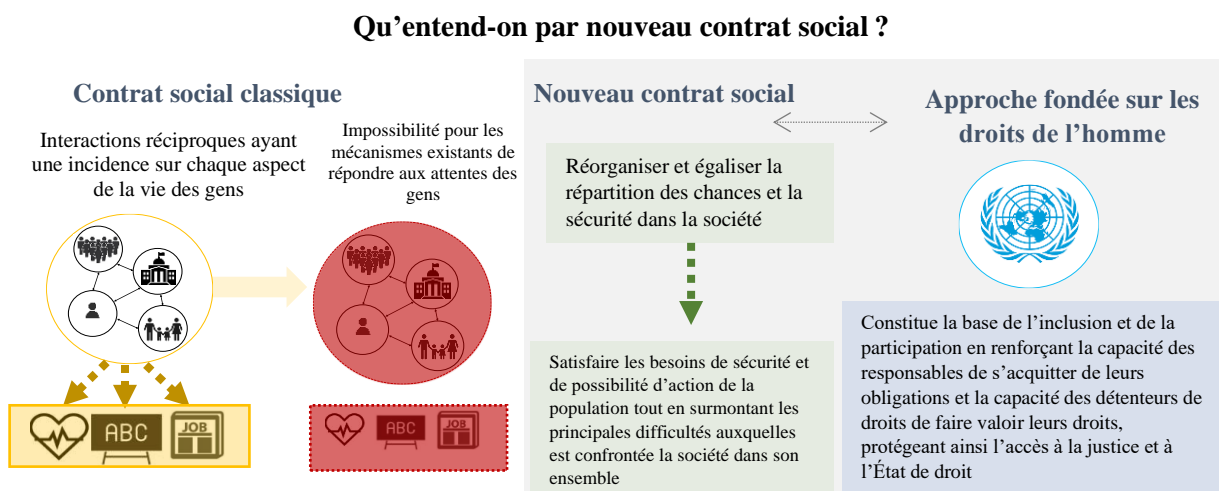 Qu’entend-on par nouveau contrat social ?
Contrat social classique
Interactions réciproques ayant
une incidence sur chaque aspect
de la vie des gens
ABC
JOB
Impossibilité pour les
mécanismes existants de
répondre aux attentes des
gens
ABC
JOB
Nouveau contrat social
Réorganiser et égaliser la
répartition des chances et la
sécurité dans la société
Satisfaire les besoins de sécurité et
de possibilité d’action de la
population tout en surmontant les
principales difficultés auxquelles
est confrontée la société dans son
ensemble
Approche fondée sur les
droits de l’homme
Constitue la base de l’inclusion et de la
participation en renforçant la capacité des
responsables de s’acquitter de leurs
obligations et la capacité des détenteurs de
droits de faire valoir leurs droits,
protégeant ainsi l’accès à la justice et à
l’État de droit